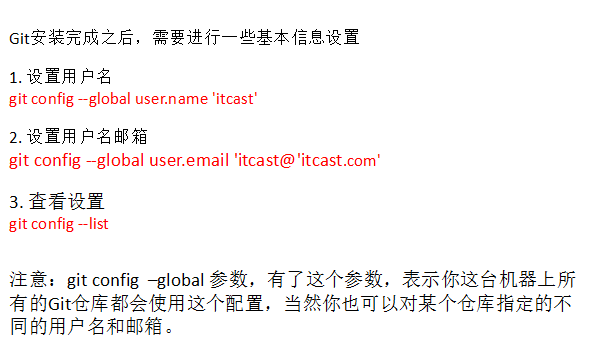 Git安装完成之后，需要进行一些基本信息设置
1. 设置用户名
git config --global user.name 'itcast'
2. 设置用户名邮箱
git config --global user.email 'itcast@'itcast.com'
3. 查看设置
git config --list
注意：git config –global 参数，有了这个参数，表示你这台机器上所
有的Git仓库都会使用这个配置，当然你也可以对某个仓库指定的不
同的用户名和邮箱。